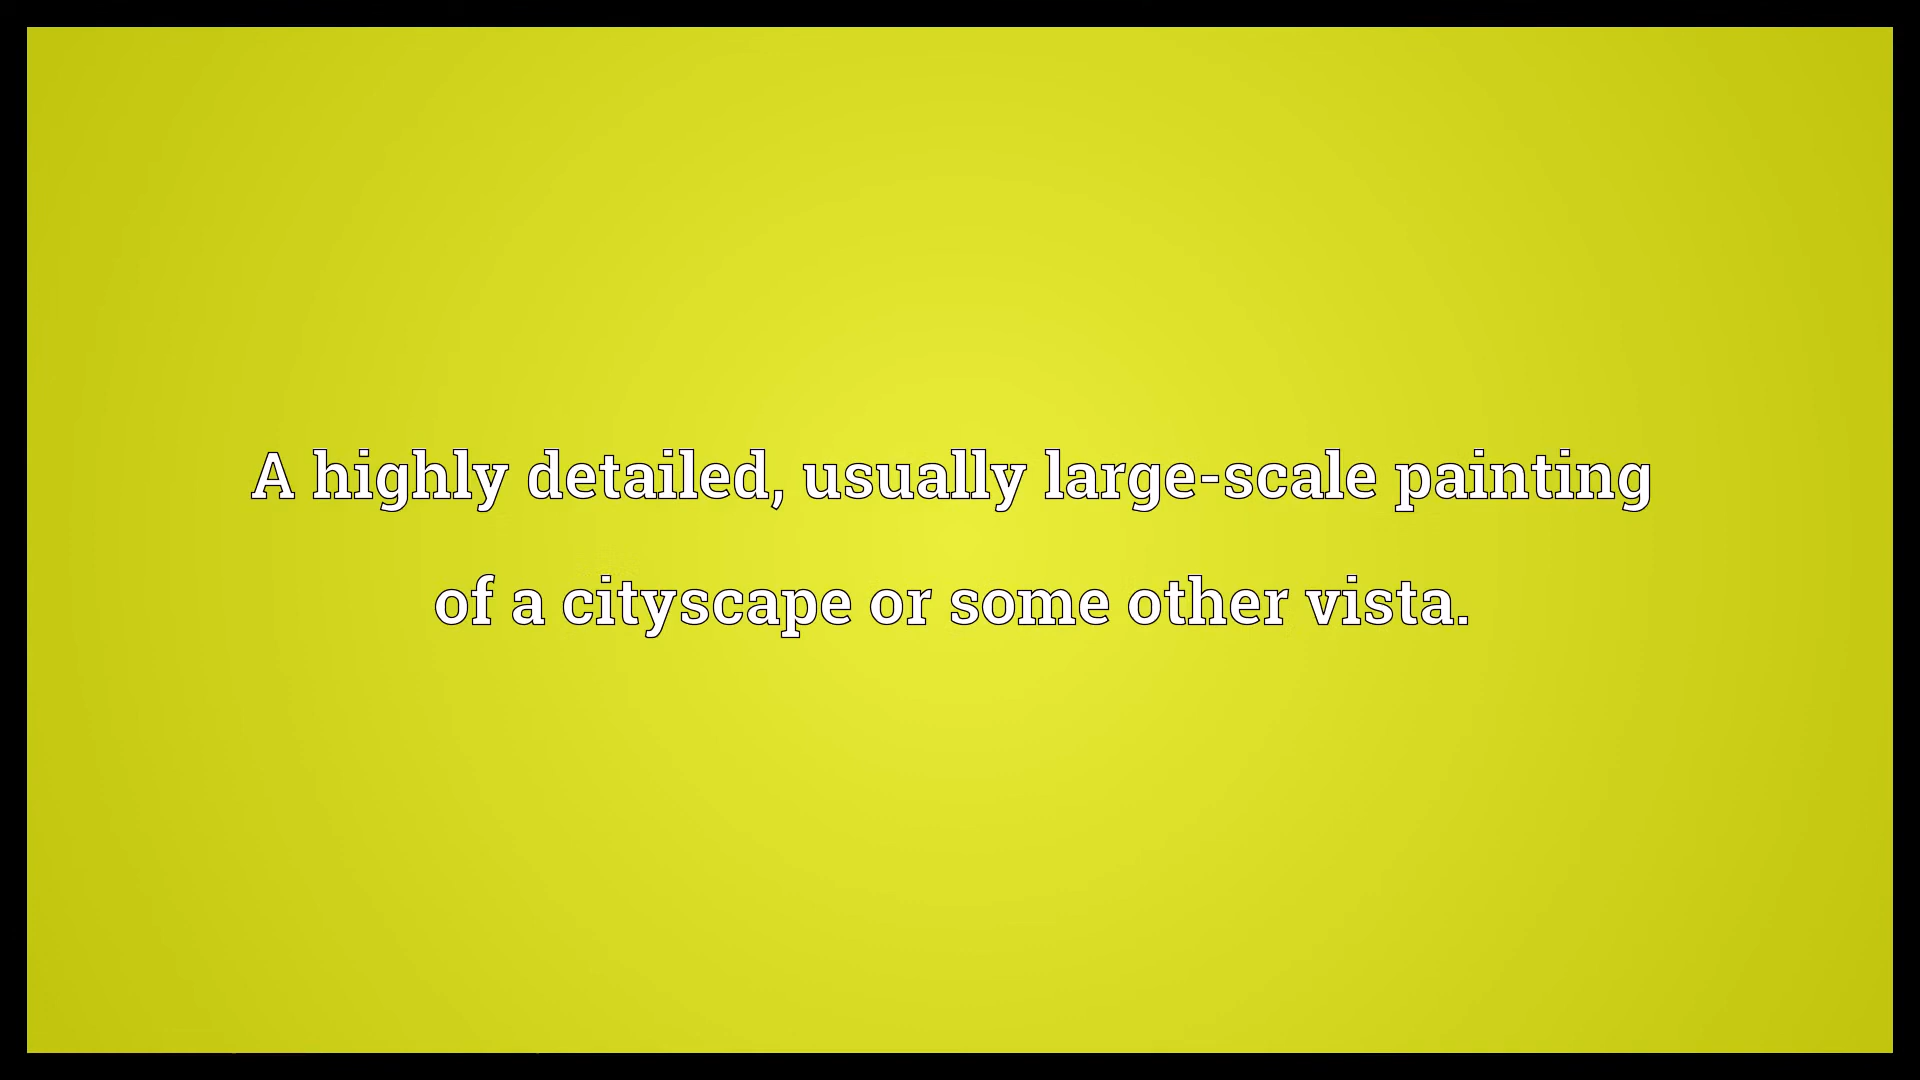 A highly detailed, usually large-scale painting
of a cityscape or some other vista.